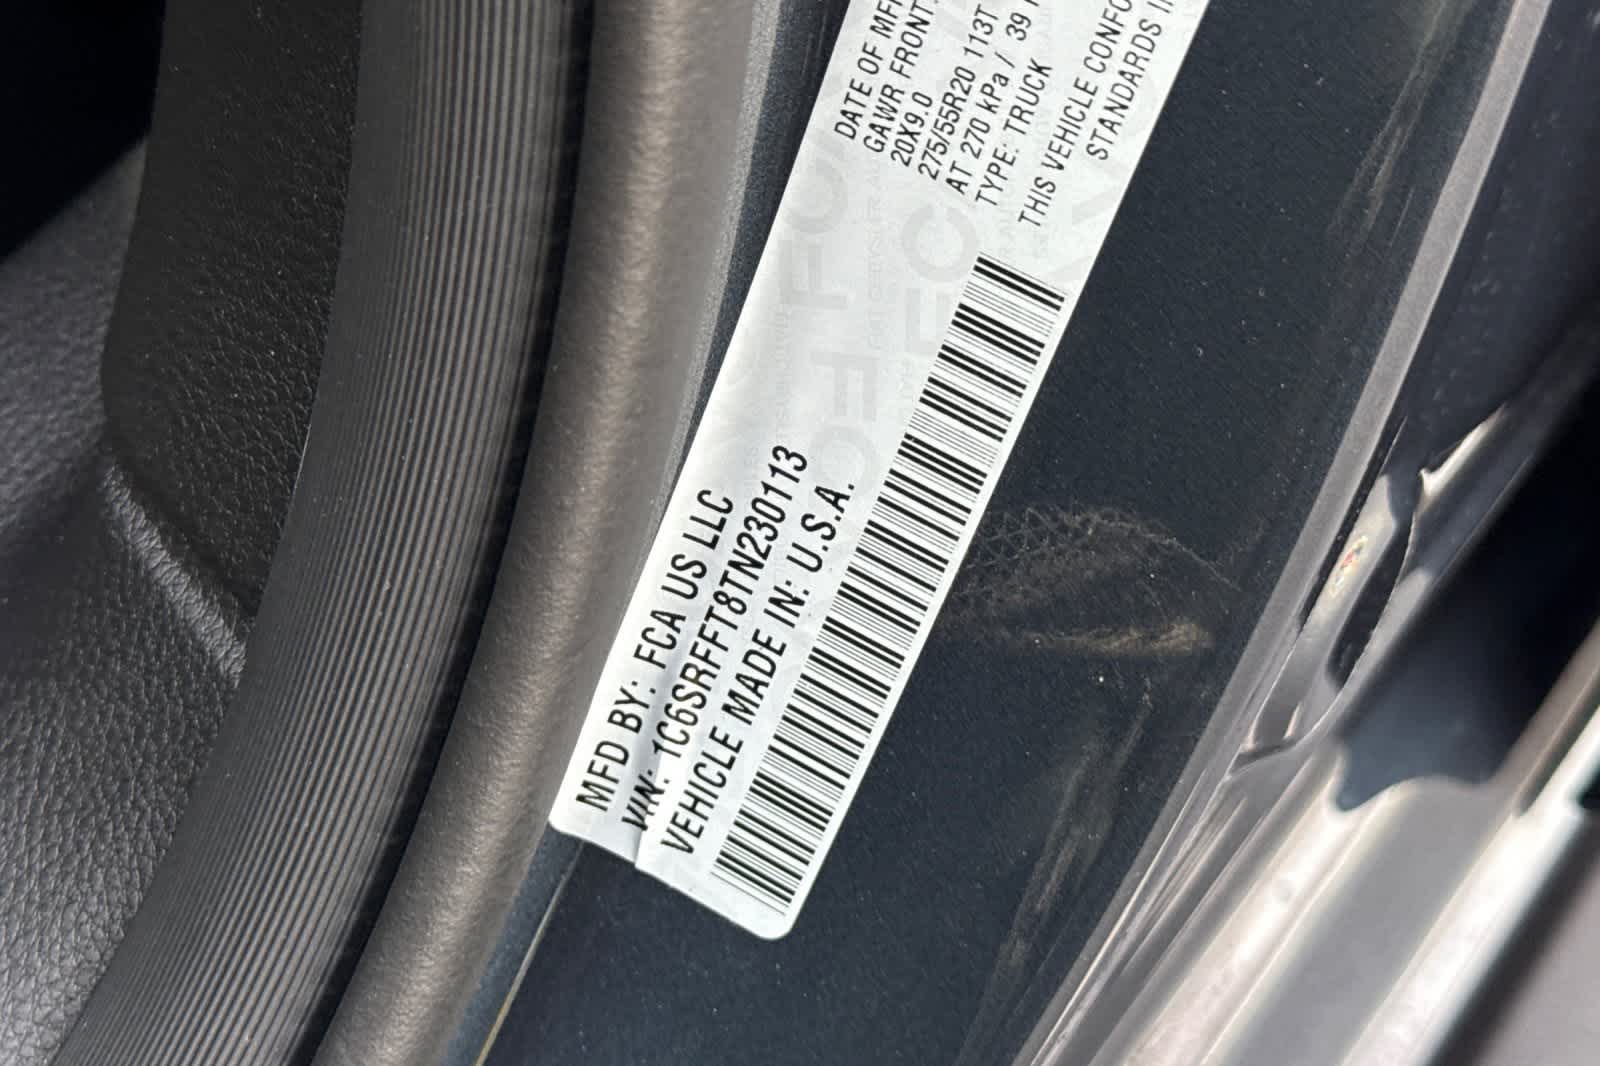 MFD BY: FCA US LLC
VIN: 1C6SRFFT8TN230113
VEHICLE MADE IN: U.S.A.
DATE OF
GAWR FRONT
20X9.0
275/55R20 113T
AT 270 kPa / 39
TYPE: TRUCK
THIS VEHICLE
STANDARDS